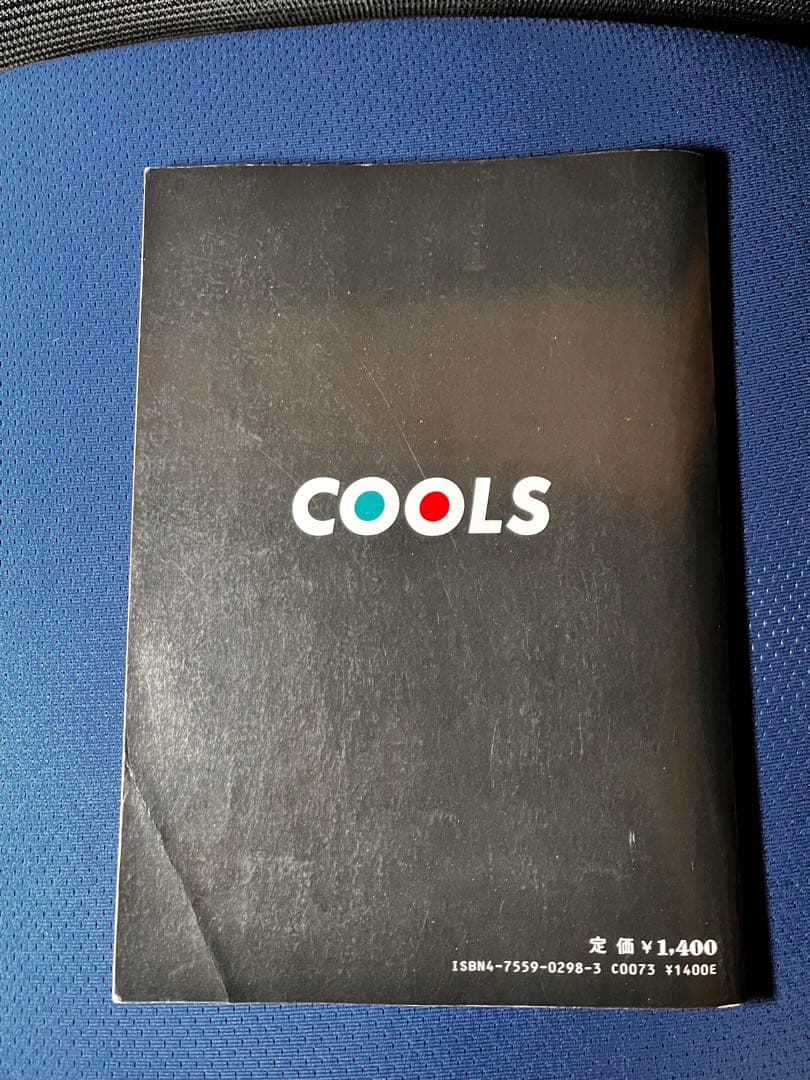 COOLS
定 価 ¥1,400
ISBN4-7559-0298-3 C0073 ¥1400E